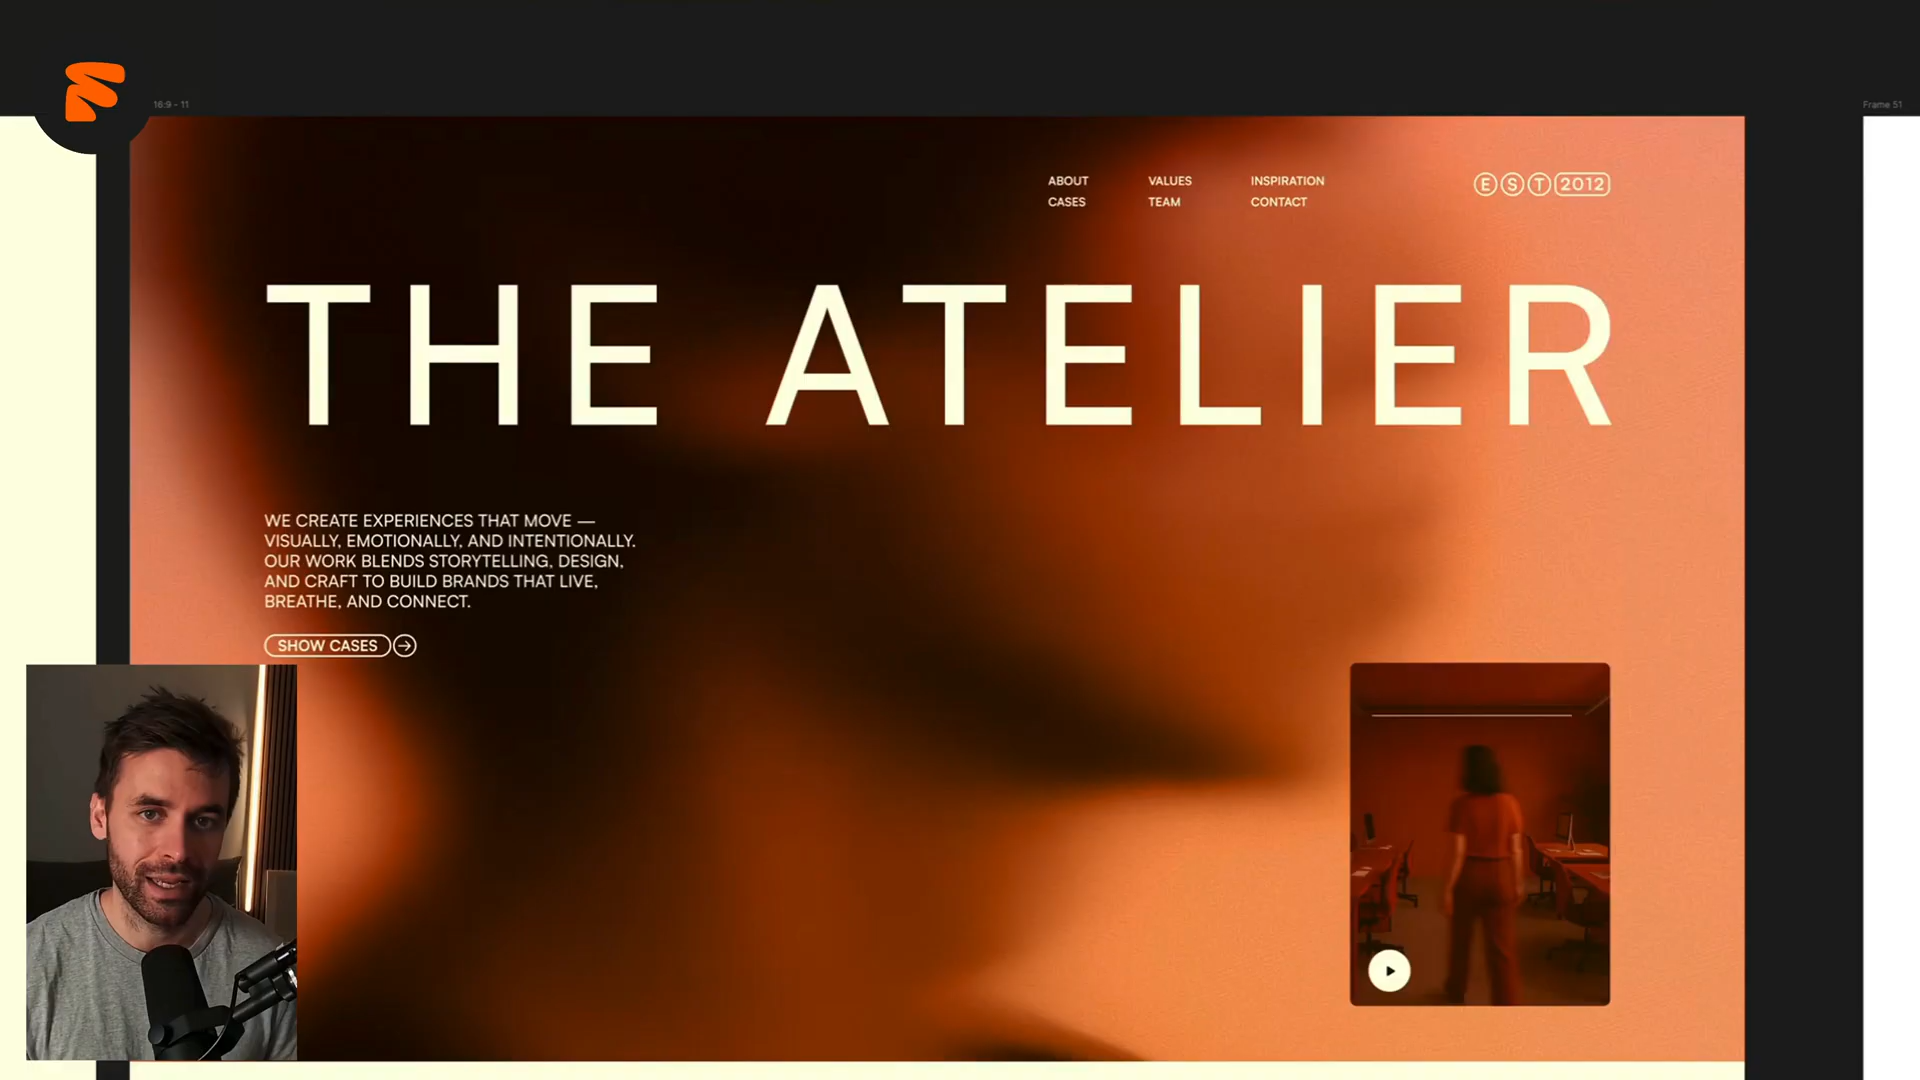 16:9 - 11
Frame 51
ABOUT
CASES
VALUES
TEAM
INSPIRATION
CONTACT
EST 2012
THE ATELIER
WE CREATE EXPERIENCES THAT MOVE —
VISUALLY, EMOTIONALLY, AND INTENTIONALLY.
OUR WORK BLENDS STORYTELLING, DESIGN,
AND CRAFT TO BUILD BRANDS THAT LIVE,
BREATHE, AND CONNECT.
SHOW CASES